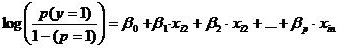 log(p(y=1)/1−(p=1)) = β₀ + β₁·xᵢ₂ + β₂·xᵢ₂ + ... + βₚ·xᵢₙ